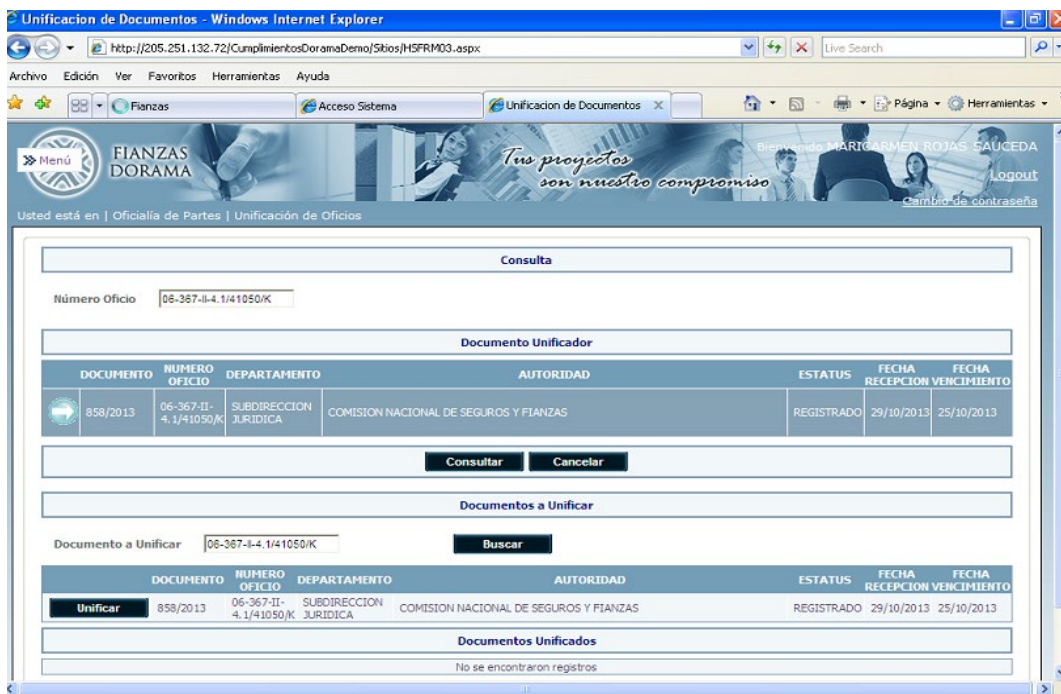 Unificacion de Documentos - Windows Internet Explorer
http://205.251.132.72/CumplimientosDoramaDemo/Sitios/HSFRM03.aspx
Live Search
Archivo Edición Ver Favoritos Herramientas Ayuda
Fianzas
Acceso Sistema
Unificacion de Documentos
Página
Herramientas
Menú
FIANZAS
DORAMA
Tus proyectos
son nuestro compromiso
Bienvenido MARICARMEN ROJAS SAUCEDA
Logout
Cambio de contraseña
Usted está en | Oficialía de Partes | Unificación de Oficios
Consulta
Número Oficio 06-367-II-4.1/41050/K
Documento Unificador
DOCUMENTO NUMERO OFICIO DEPARTAMENTO AUTORIDAD ESTATUS FECHA RECEPCION FECHA VENCIMIENTO
858/2013 06-367-II-4.1/41050/K SUBDIRECCION JURIDICA COMISION NACIONAL DE SEGUROS Y FIANZAS REGISTRADO 29/10/2013 25/10/2013
Consultar Cancelar
Documentos a Unificar
Documento a Unificar 06-367-II-4.1/41050/K Buscar
DOCUMENTO NUMERO OFICIO DEPARTAMENTO AUTORIDAD ESTATUS FECHA RECEPCION FECHA VENCIMIENTO
Unificar 858/2013 06-367-II-4.1/41050/K SUBDIRECCION JURIDICA COMISION NACIONAL DE SEGUROS Y FIANZAS REGISTRADO 29/10/2013 25/10/2013
Documentos Unificados
No se encontraron registros